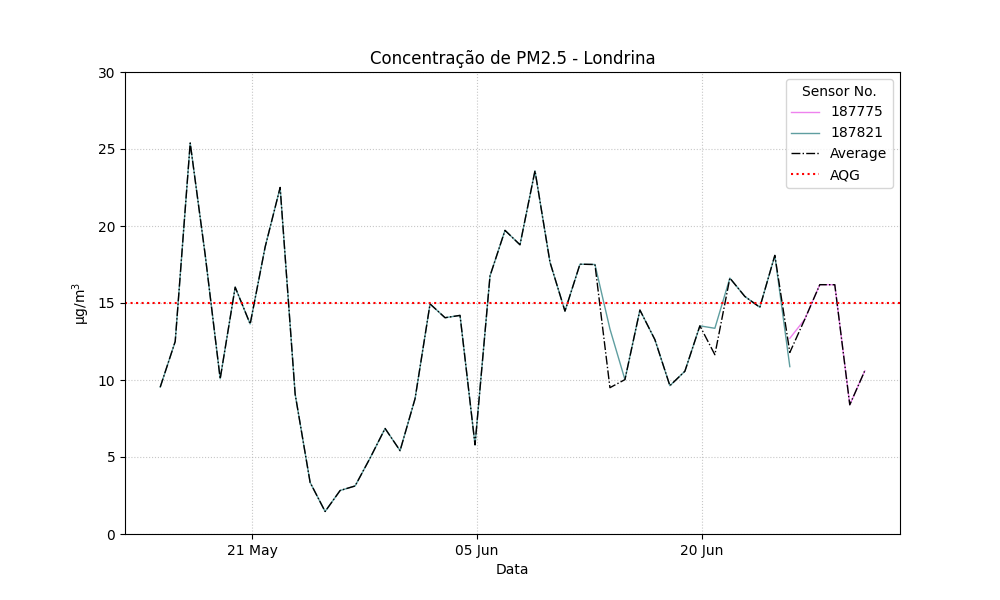 Concentração de PM2.5 - Londrina
30
25
20
15
10
5
0
µg/m³
21 May
05 Jun
20 Jun
Data
Sensor No.
187775
187821
Average
AQG